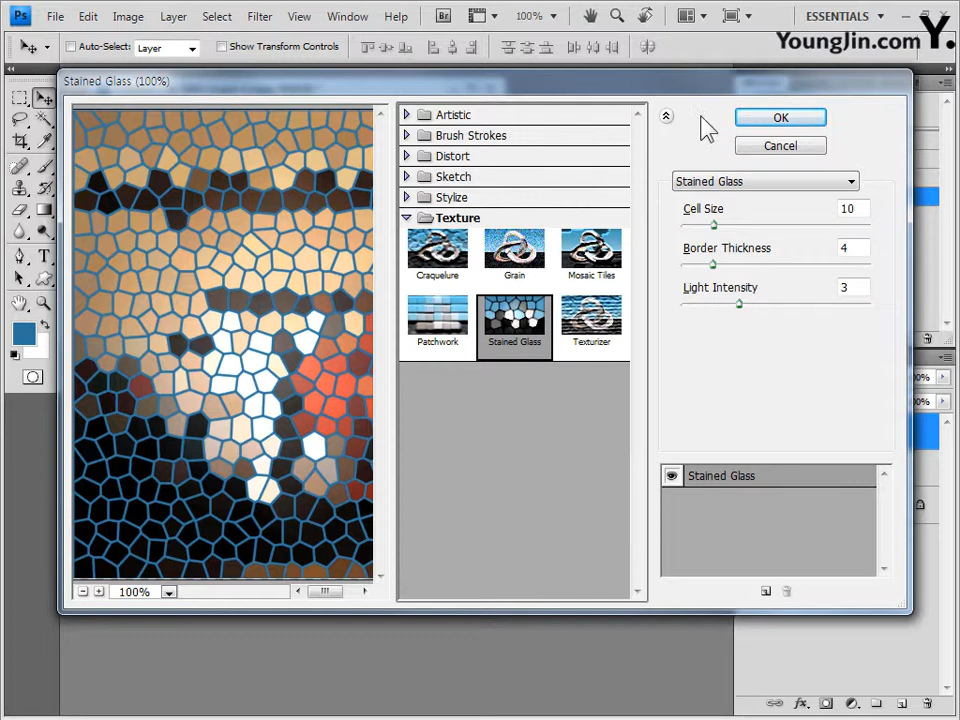 Ps File Edit Image Layer Select Filter View Window Help Br 100% ESSENTIALS
YoungJin.com Y.
Auto-Select: Layer Show Transform Controls
Stained Glass (100%)
Artistic
Brush Strokes
Distort
Sketch
Stylize
Texture
Craquelure Grain Mosaic Tiles
Patchwork Stained Glass Texturizer
100%
OK
Cancel
Stained Glass
Cell Size 10
Border Thickness 4
Light Intensity 3
Stained Glass